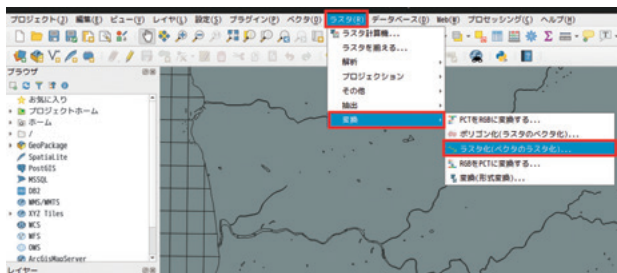 プロジェクト(J) 編集(E) ビュー(V) レイヤ(L) 設定(S) プラグイン(P) ベクタ(O) ラスタ(R) データベース(D) Web(W) プロセッシング(C) ヘルプ(H)
ラスタ計算機...
ラスタを揃える...
解析
プロジェクション
その他
抽出
変換
PCTをRGBに変換する...
ポリゴン化(ラスタのベクタ化)...
ラスタ化(ベクタのラスタ化)...
RGBをPCTに変換する...
変換(形式変換)...
ブラウザ
お気に入り
プロジェクトホーム
ホーム
/
GeoPackage
SpatiaLite
PostGIS
MSSQL
DB2
WMS/WMTS
XYZ Tiles
WCS
WFS
OWS
ArcGisMapServer
レイヤー